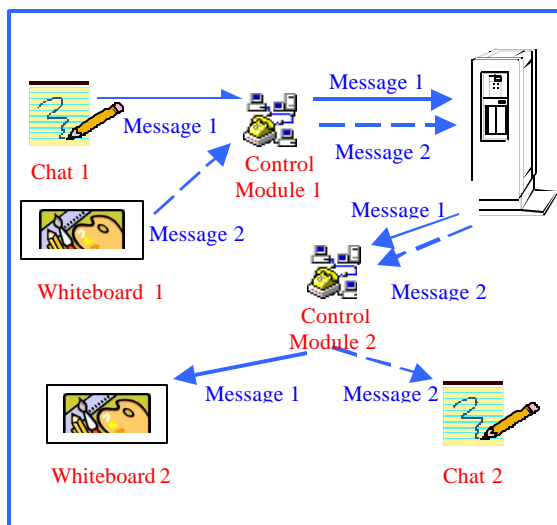 Message 1
Message 1
Control
Module 1
Message 2
Chat 1
Message 2
Message 1
Whiteboard 1
Message 2
Control
Module 2
Message 1
Message 2
Whiteboard 2
Chat 2